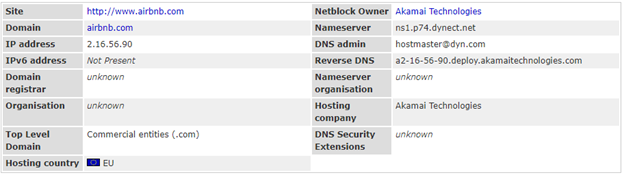 Site http://www.airbnb.com Netblock Owner Akamai Technologies
Domain airbnb.com Nameserver ns1.p74.dynect.net
IP address 2.16.56.90 DNS admin hostmaster@dyn.com
IPv6 address Not Present Reverse DNS a2-16-56-90.deploy.akamaitechnologies.com
Domain registrar unknown Nameserver organisation unknown
Organisation unknown Hosting company Akamai Technologies
Top Level Domain Commercial entities (.com) DNS Security Extensions unknown
Hosting country EU